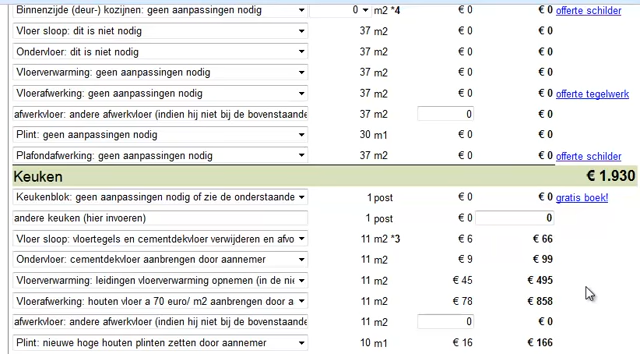 Binnenzijde (deur-) kozijnen: geen aanpassingen nodig 0 m2 *4 € 0 € 0 offerte schilder
Vloer sloop: dit is niet nodig 37 m2 € 0 € 0
Ondervloer: dit is niet nodig 37 m2 € 0 € 0
Vloerverwarming: geen aanpassingen nodig 37 m2 € 0 € 0
Vloerafwerking: geen aanpassingen nodig 37 m2 € 0 € 0 offerte tegelwerk
afwerkvloer: andere afwerkvloer (indien hij niet bij de bovenstaande 37 m2 0 € 0
Plint: geen aanpassingen nodig 30 m1 € 0 € 0
Plafondafwerking: geen aanpassingen nodig 37 m2 € 0 € 0 offerte schilder
Keuken € 1.930
Keukenblok: geen aanpassingen nodig of zie de onderstaande 1 post € 0 € 0 gratis boek!
andere keuken (hier invoeren) 1 post € 0 0
Vloer sloop: vloertegels en cementdekvloer verwijderen en afvo 11 m2 *3 € 6 € 66
Ondervloer: cementdekvloer aanbrengen door aannemer 11 m2 € 9 € 99
Vloerverwarming: leidingen vloerverwarming opnemen (in de nie 11 m2 € 45 € 495
Vloerafwerking: houten vloer a 70 euro/ m2 aanbrengen door a 11 m2 € 78 € 858
afwerkvloer: andere afwerkvloer (indien hij niet bij de bovenstaande 11 m2 0 € 0
Plint: nieuwe hoge houten plinten zetten door aannemer 10 m1 € 16 € 166